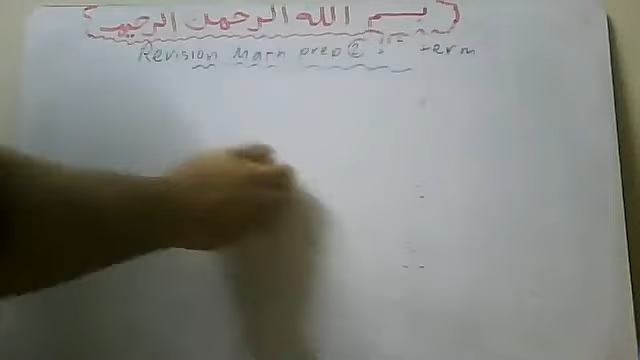 بسم الله الرحمن الرحيم
Revision Math prep ② 1st term